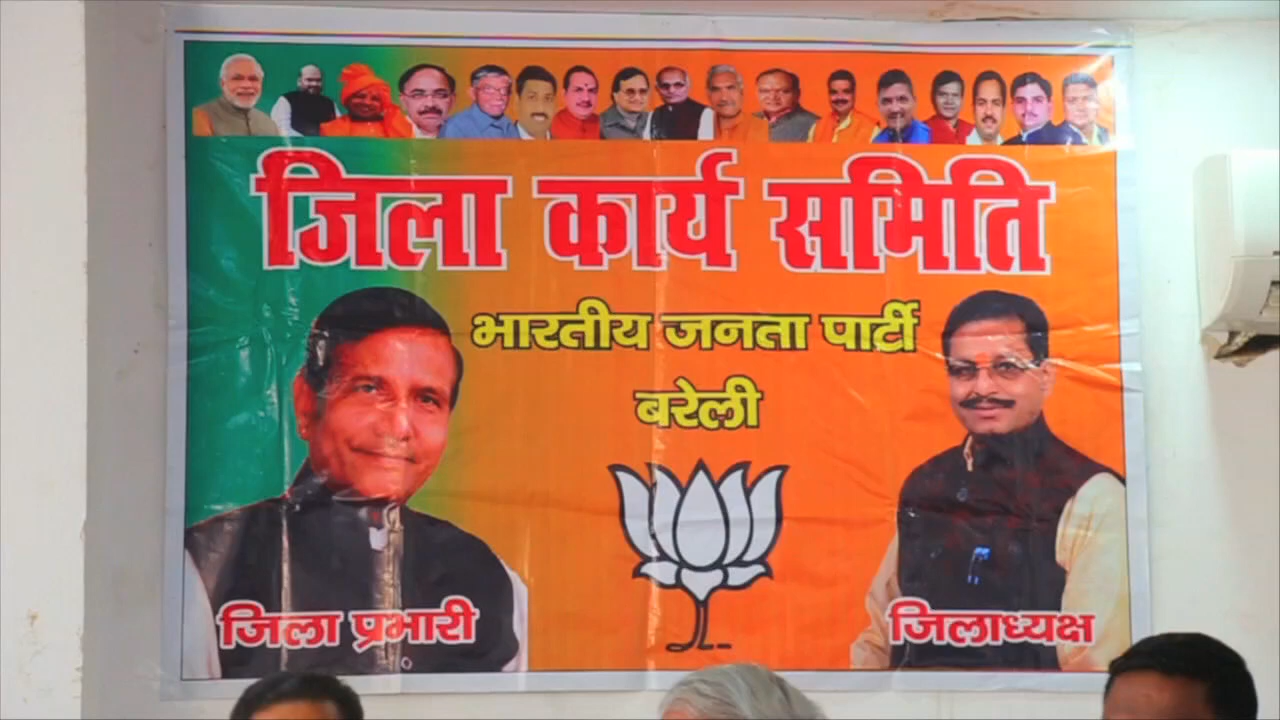 जिला कार्य समिति
भारतीय जनता पार्टी
बरेली
जिला प्रभारी
जिलाध्यक्ष